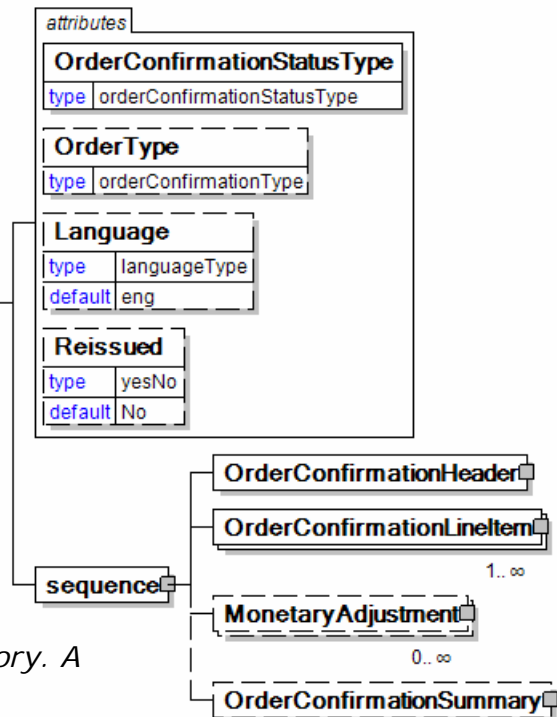 attributes
OrderConfirmationStatusType
type orderConfirmationStatusType
OrderType
type orderConfirmationType
Language
type languageType
default eng
Reissued
type yesNo
default No
OrderConfirmationHeader
OrderConfirmationLineItem
1.. ∞
sequence
MonetaryAdjustment
0.. ∞
ory. A
OrderConfirmationSummary